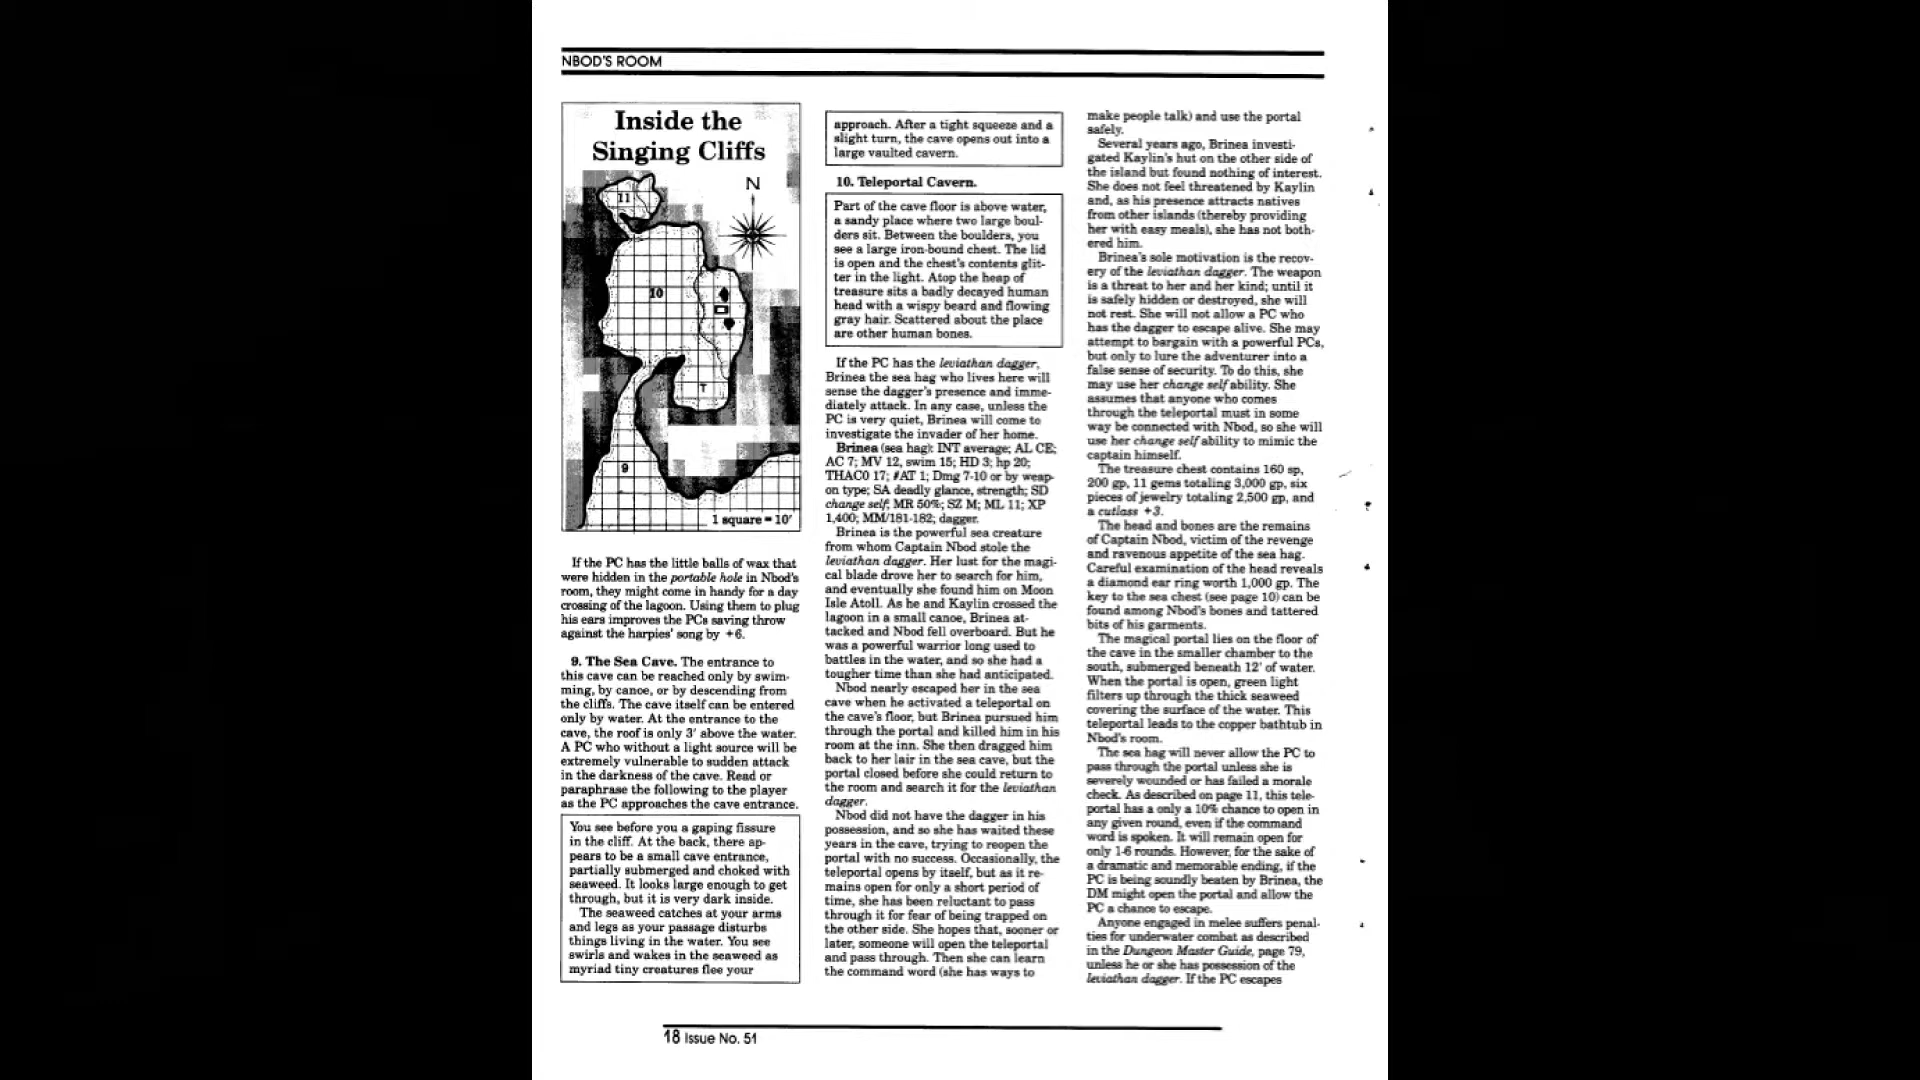 NBOD'S ROOM
Inside the
Singing Cliffs
N
11
10
T
9
1 square = 10'
If the PC has the little balls of wax that
were hidden in the portable hole in Nbod's
room, they might come in handy for a day
crossing of the lagoon. Using them to plug
his ears improves the PCs saving throw
against the harpies' song by +6.
9. The Sea Cave. The entrance to
this cave can be reached only by swim-
ming, by canoe, or by descending from
the cliffs. The cave itself can be entered
only by water. At the entrance to the
cave, the roof is only 3' above the water.
A PC who without a light source will be
extremely vulnerable to sudden attack
in the darkness of the cave. Read or
paraphrase the following to the player
as the PC approaches the cave entrance.
You see before you a gaping fissure
in the cliff. At the back, there ap-
pears to be a small cave entrance,
partially submerged and choked with
seaweed. It looks large enough to get
through, but it is very dark inside.
The seaweed catches at your arms
and legs as your passage disturbs
things living in the water. You see
swirls and wakes in the seaweed as
myriad tiny creatures flee your
approach. After a tight squeeze and a
slight turn, the cave opens out into a
large vaulted cavern.
10. Teleportal Cavern.
Part of the cave floor is above water,
a sandy place where two large boul-
ders sit. Between the boulders, you
see a large iron-bound chest. The lid
is open and the chest's contents glit-
ter in the light. Atop the heap of
treasure sits a badly decayed human
head with a wispy beard and flowing
gray hair. Scattered about the place
are other human bones.
If the PC has the leviathan dagger,
Brinea the sea hag who lives here will
sense the dagger's presence and imme-
diately attack. In any case, unless the
PC is very quiet, Brinea will come to
investigate the invader of her home.
Brinea (sea hag): INT average; AL CE;
AC 7; MV 12, swim 15; HD 3; hp 20;
THAC0 17; #AT 1; Dmg 7-10 or by weap-
on type; SA deadly glance, strength; SD
change self; MR 50%; SZ M; ML 11; XP
1,400; MM/181-182; dagger.
Brinea is the powerful sea creature
from whom Captain Nbod stole the
leviathan dagger. Her lust for the magi-
cal blade drove her to search for him,
and eventually she found him on Moon
Isle Atoll. As he and Kaylin crossed the
lagoon in a small canoe, Brinea at-
tacked and Nbod fell overboard. But he
was a powerful warrior long used to
battles in the water, and so she had a
tougher time than she had anticipated.
Nbod nearly escaped her in the sea
cave when he activated a teleportal on
the cave's floor, but Brinea pursued him
through the portal and killed him in his
room at the inn. She then dragged him
back to her lair in the sea cave, but the
portal closed before she could return to
the room and search it for the leviathan
dagger.
Nbod did not have the dagger in his
possession, and so she has waited these
years in the cave, trying to reopen the
portal with no success. Occasionally, the
teleportal opens by itself, but as it re-
mains open for only a short period of
time, she has been reluctant to pass
through it for fear of being trapped on
the other side. She hopes that, sooner or
later, someone will open the teleportal
and pass through. Then she can learn
the command word (she has ways to
make people talk) and use the portal
safely.
Several years ago, Brinea investi-
gated Kaylin's hut on the other side of
the island but found nothing of interest.
She does not feel threatened by Kaylin
and, as his presence attracts natives
from other islands (thereby providing
her with easy meals), she has not both-
ered him.
Brinea's sole motivation is the recov-
ery of the leviathan dagger. The weapon
is a threat to her and her kind; until it
is safely hidden or destroyed, she will
not rest. She will not allow a PC who
has the dagger to escape alive. She may
attempt to bargain with a powerful PCs,
but only to lure the adventurer into a
false sense of security. To do this, she
may use her change self ability. She
assumes that anyone who comes
through the teleportal must in some
way be connected with Nbod, so she will
use her change self ability to mimic the
captain himself.
The treasure chest contains 160 sp,
200 gp, 11 gems totaling 3,000 gp, six
pieces of jewelry totaling 2,500 gp, and
a cutlass +3.
The head and bones are the remains
of Captain Nbod, victim of the revenge
and ravenous appetite of the sea hag.
Careful examination of the head reveals
a diamond ear ring worth 1,000 gp. The
key to the sea chest (see page 10) can be
found among Nbod's bones and tattered
bits of his garments.
The magical portal lies on the floor of
the cave in the smaller chamber to the
south, submerged beneath 12' of water.
When the portal is open, green light
filters up through the thick seaweed
covering the surface of the water. This
teleportal leads to the copper bathtub in
Nbod's room.
The sea hag will never allow the PC to
pass through the portal unless she is
severely wounded or has failed a morale
check. As described on page 11, this tele-
portal has a only a 10% chance to open in
any given round, even if the command
word is spoken. It will remain open for
only 1-6 rounds. However, for the sake of
a dramatic and memorable ending, if the
PC is being soundly beaten by Brinea, the
DM might open the portal and allow the
PC a chance to escape.
Anyone engaged in melee suffers penal-
ties for underwater combat as described
in the Dungeon Master Guide, page 79,
unless he or she has possession of the
leviathan dagger. If the PC escapes
18 Issue No. 51